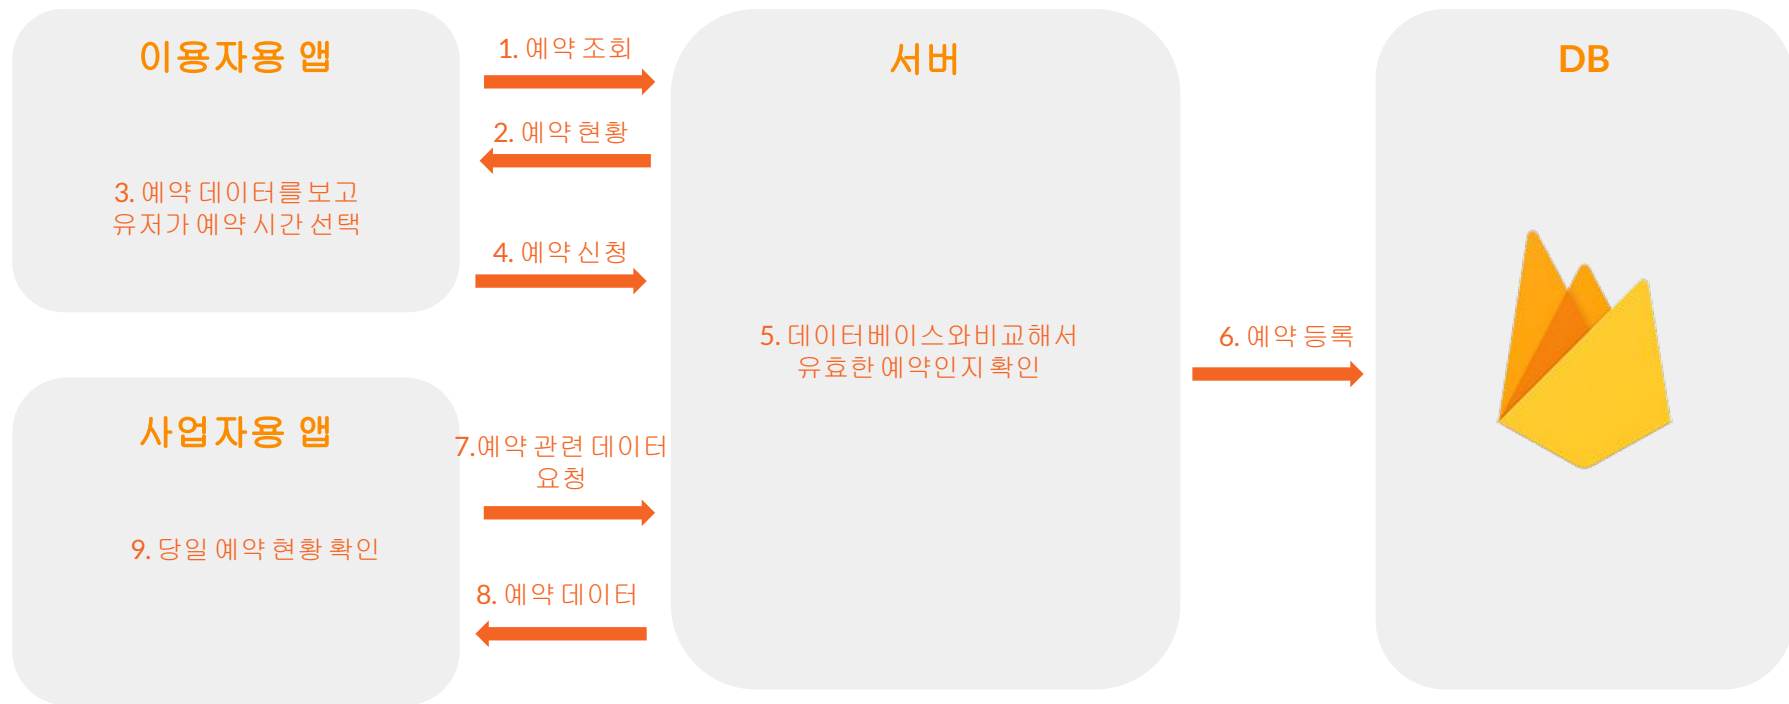 이용자용 앱
1. 예약 조회
2. 예약 현황
3. 예약 데이터를 보고
유저가 예약 시간 선택
4. 예약 신청
서버
5. 데이터베이스와비교해서
유효한 예약인지 확인
6. 예약 등록
DB
사업자용 앱
7.예약 관련 데이터
요청
8. 예약 데이터
9. 당일 예약 현황 확인